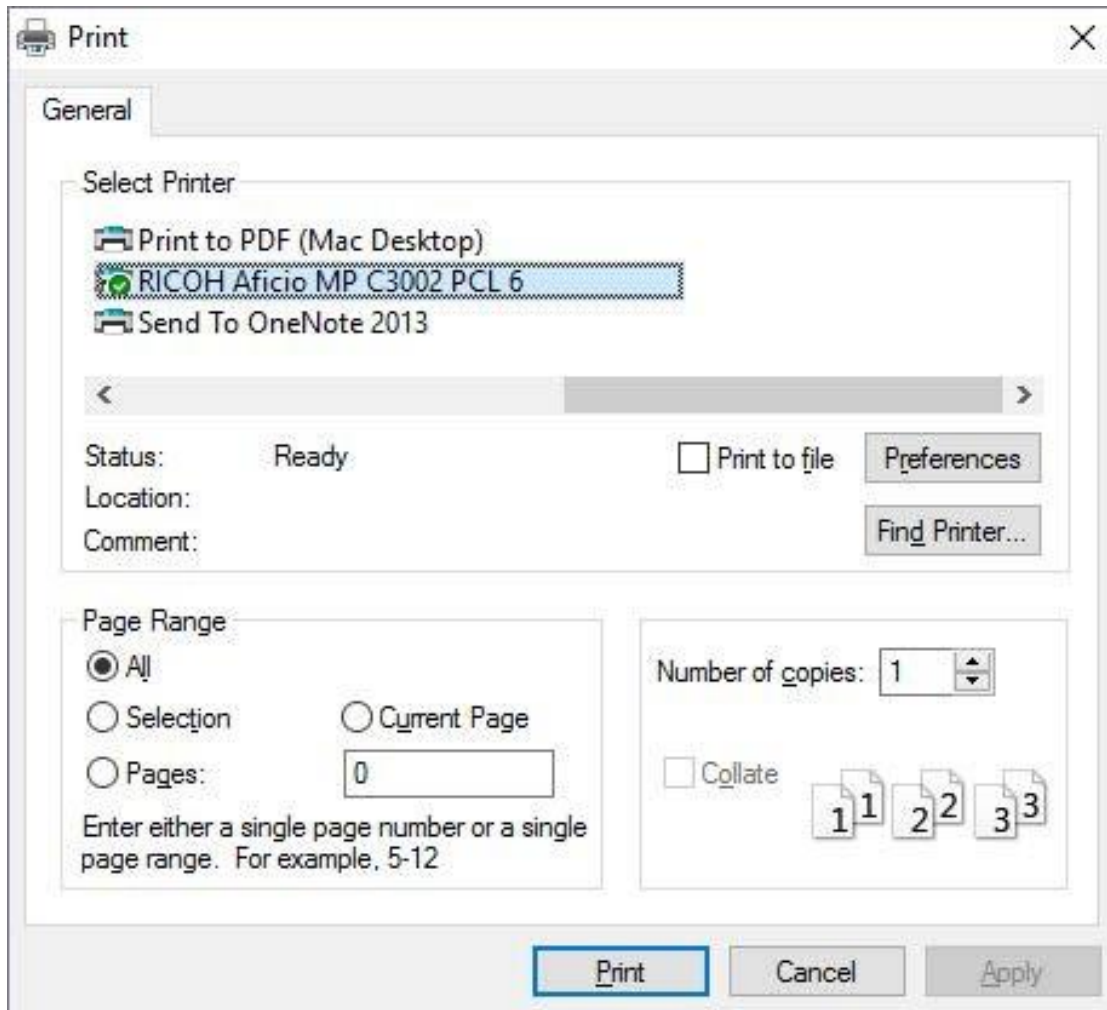 Print
General
Select Printer
Print to PDF (Mac Desktop)
RICOH Aficio MP C3002 PCL 6
Send To OneNote 2013
Status: Ready
Print to file
Preferences
Location:
Comment:
Find Printer...
Page Range
All
Selection
Current Page
Pages: 0
Enter either a single page number or a single
page range. For example, 5-12
Number of copies: 1
Collate
1 1 2 2 3 3
Print
Cancel
Apply